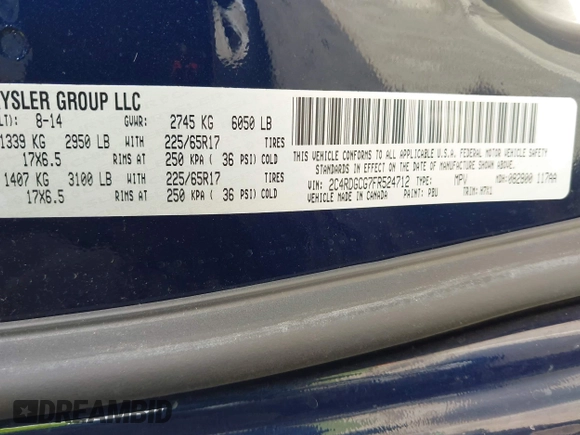 YSLER GROUP LLC
LT): 8-14 GVWR: 2745 KG 6050 LB
1339 KG 2950 LB WITH 225/65R17 TIRES
17X6.5 RIMS AT 250 KPA ( 36 PSI) COLD
1407 KG 3100 LB WITH 225/65R17 TIRES
17X6.5 RIMS AT 250 KPA ( 36 PSI) COLD
THIS VEHICLE CONFORMS TO ALL APPLICABLE U.S.A. FEDERAL MOTOR VEHICLE SAFETY
STANDARDS IN EFFECT ON THE DATE OF MANUFACTURE SHOWN ABOVE.
VIN: 2C4RDGCG7FR524712 TYPE: MPV MDH: 082800 117AA
VEHICLE MADE IN CANADA PAINT: PBU TRIM:
DREAMBID